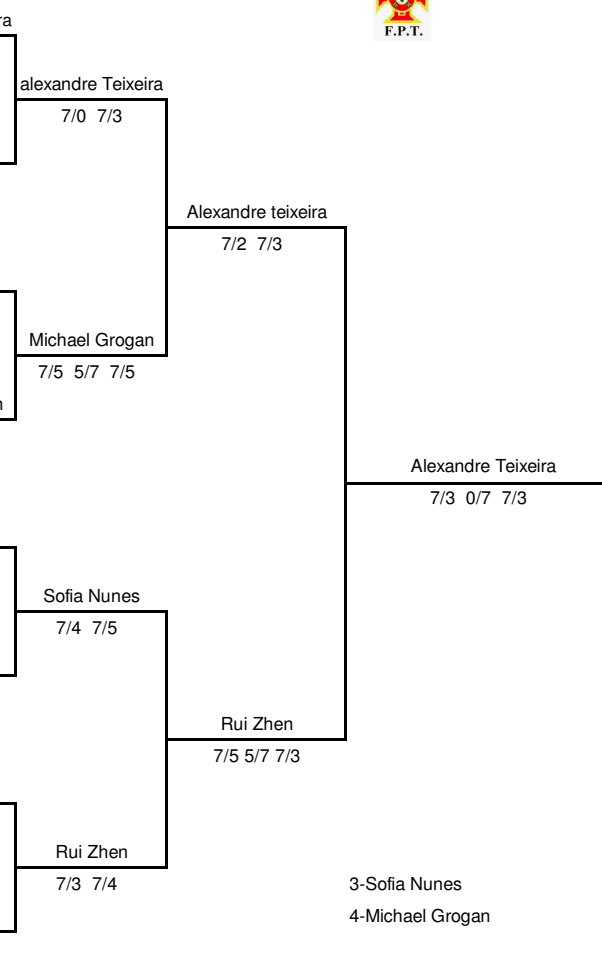 ra
F.P.T.
alexandre Teixeira
7/0 7/3
Alexandre teixeira
7/2 7/3
Michael Grogan
7/5 5/7 7/5
n
Alexandre Teixeira
7/3 0/7 7/3
Sofia Nunes
7/4 7/5
Rui Zhen
7/5 5/7 7/3
Rui Zhen
7/3 7/4
3-Sofia Nunes
4-Michael Grogan